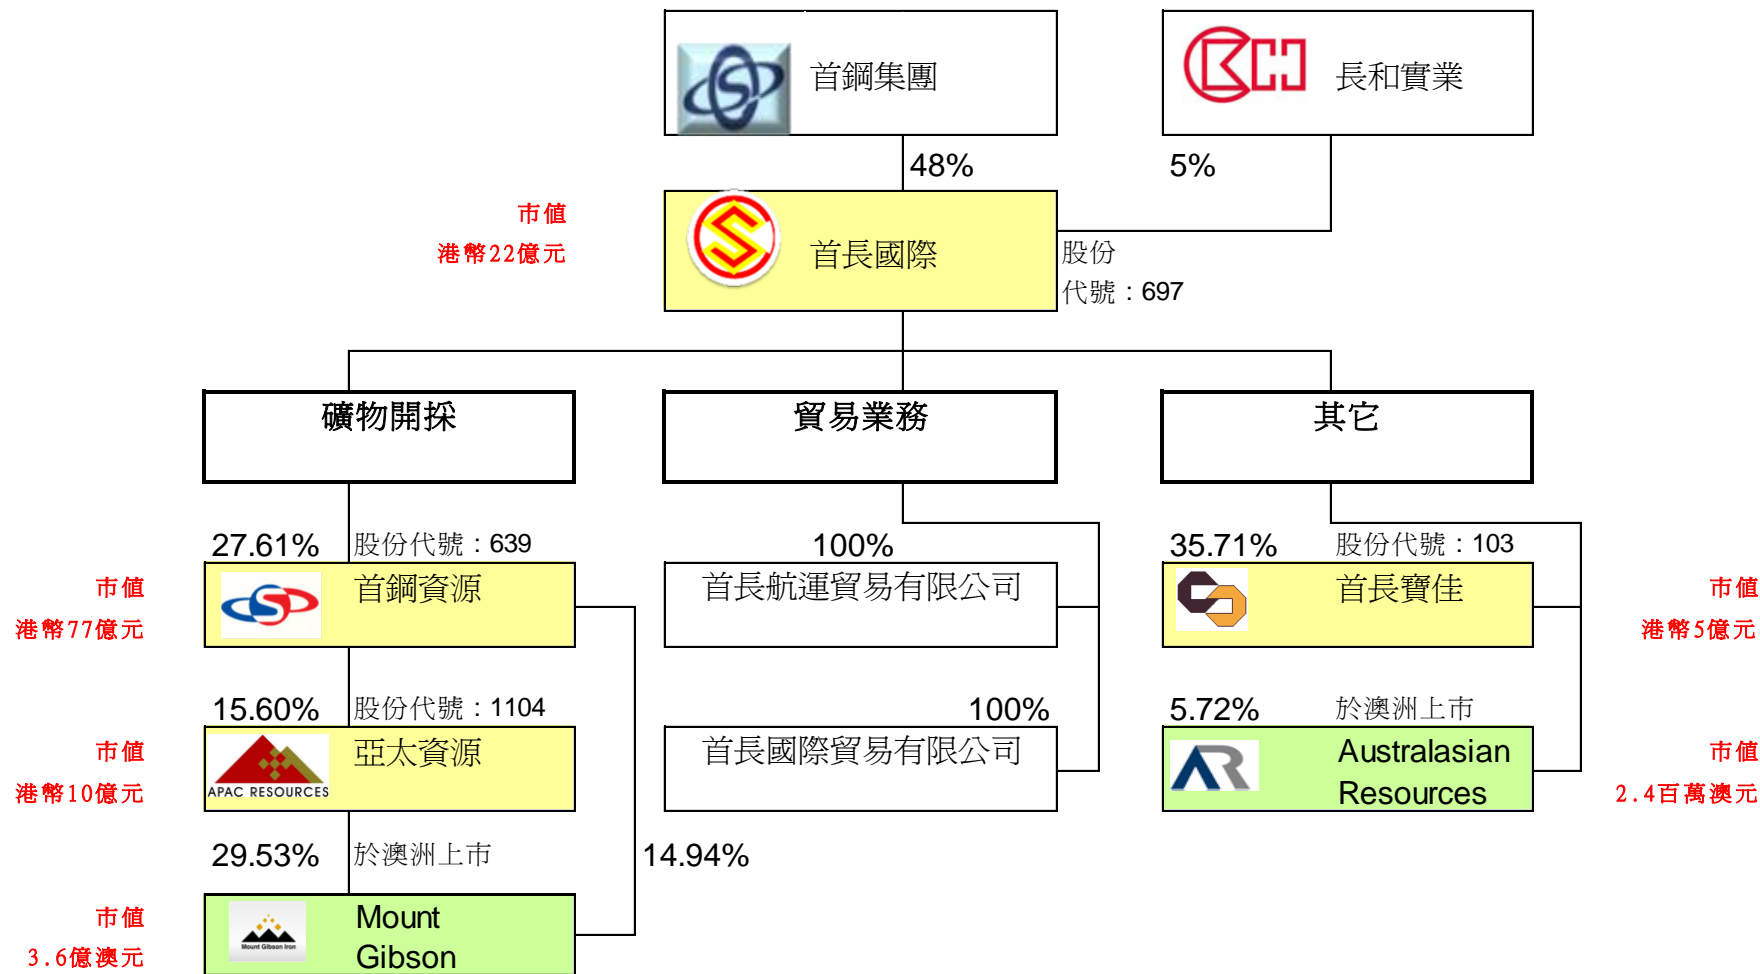 首鋼集團
CKH 長和實業
48%
5%
市值
港幣22億元
首長國際
股份
代號：697
礦物開採
貿易業務
其它
27.61%
股份代號：639
100%
35.71%
股份代號：103
市值
港幣77億元
首鋼資源
首長航運貿易有限公司
首長寶佳
市值
港幣5億元
15.60%
股份代號：1104
100%
5.72%
於澳洲上市
市值
港幣10億元
APAC RESOURCES
亞太資源
首長國際貿易有限公司
AR
Australasian
Resources
市值
2.4百萬澳元
29.53%
於澳洲上市
14.94%
市值
3.6億澳元
Mount Gibson Iron
Mount
Gibson